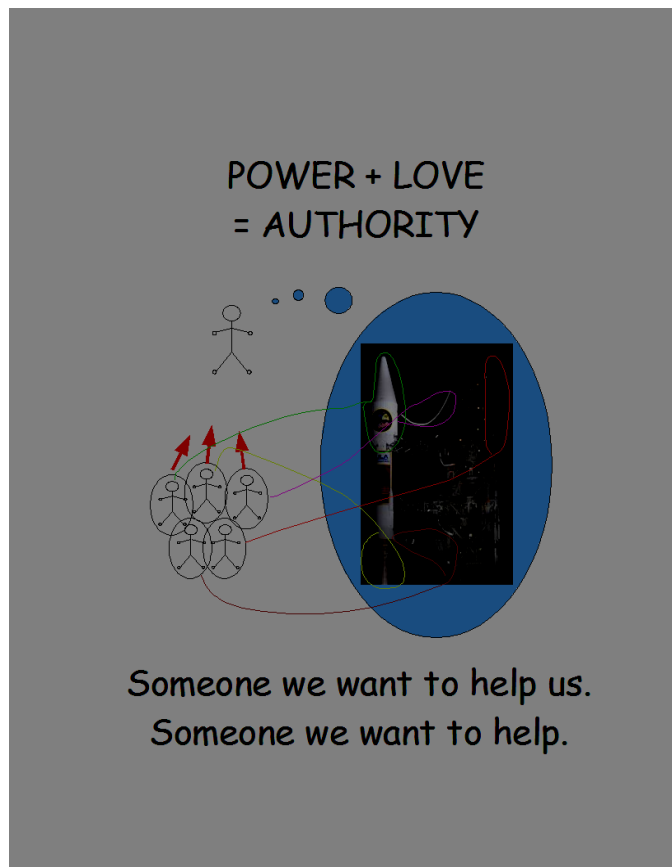 POWER + LOVE
= AUTHORITY
Someone we want to help us.
Someone we want to help.